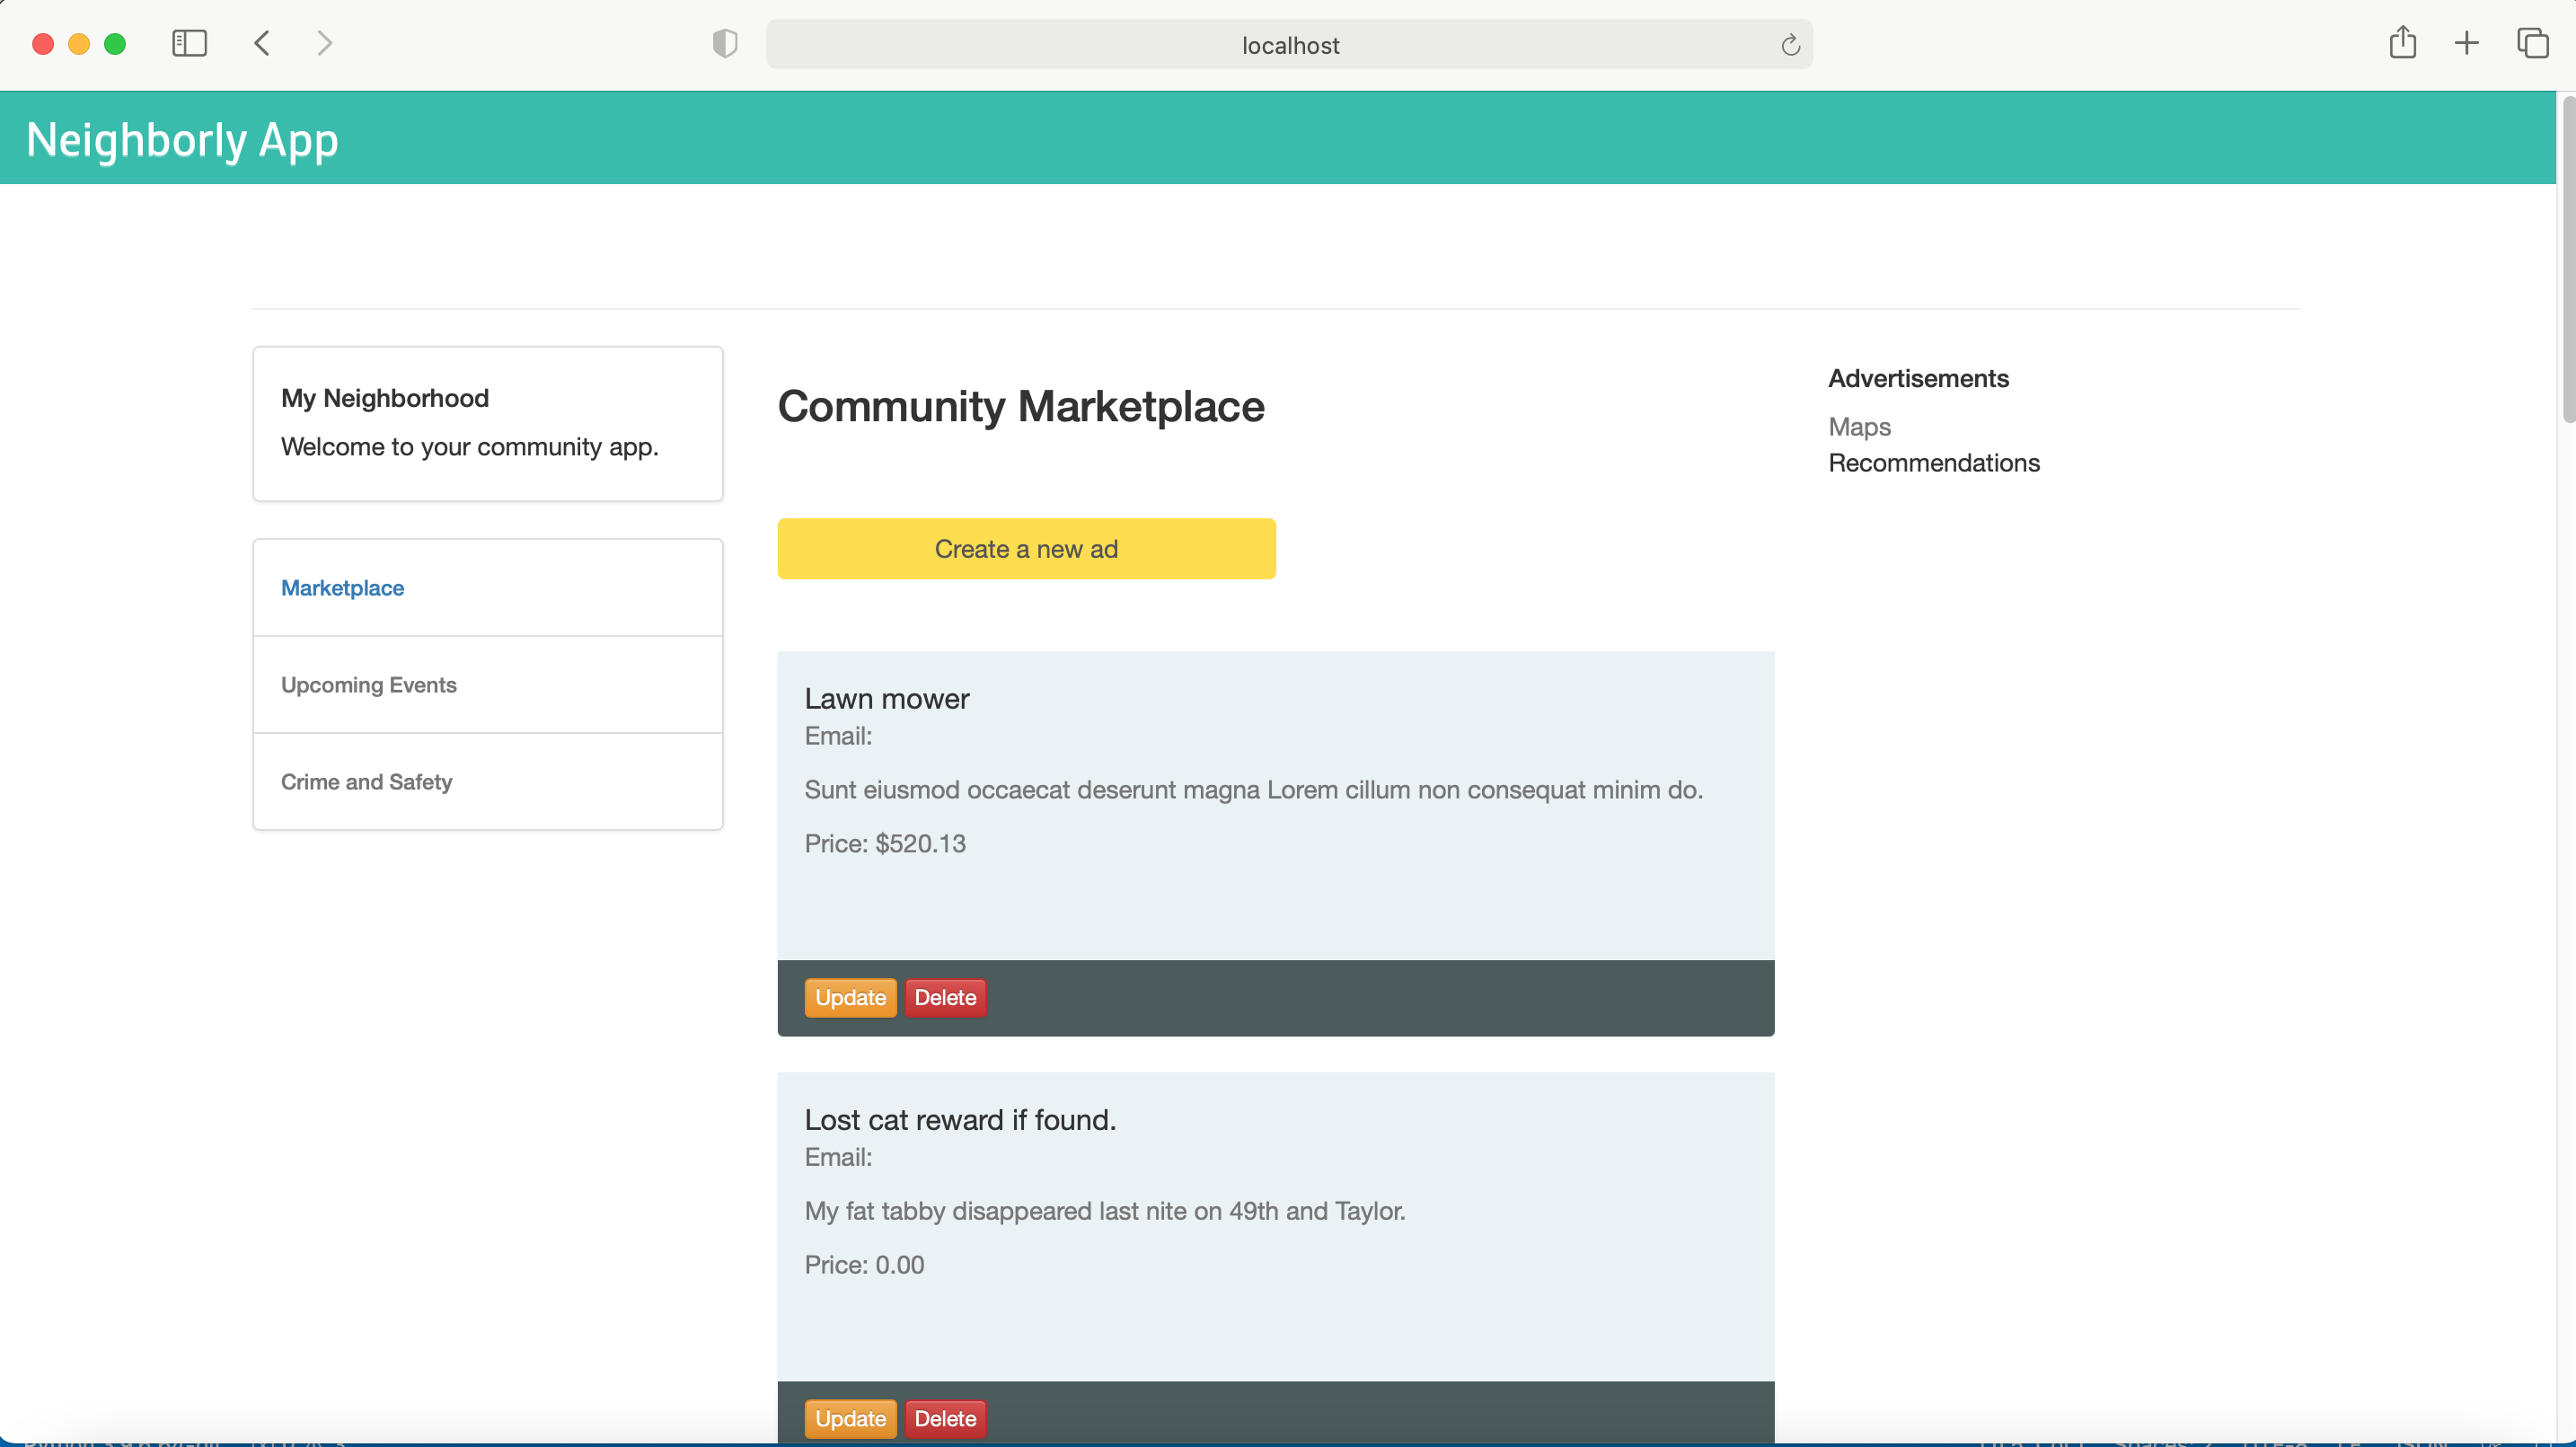 localhost
Neighborly App
My Neighborhood
Welcome to your community app.
Marketplace
Upcoming Events
Crime and Safety
Community Marketplace
Create a new ad
Lawn mower
Email:
Sunt eiusmod occaecat deserunt magna Lorem cillum non consequat minim do.
Price: $520.13
Update Delete
Lost cat reward if found.
Email:
My fat tabby disappeared last nite on 49th and Taylor.
Price: 0.00
Update Delete
Advertisements
Maps
Recommendations